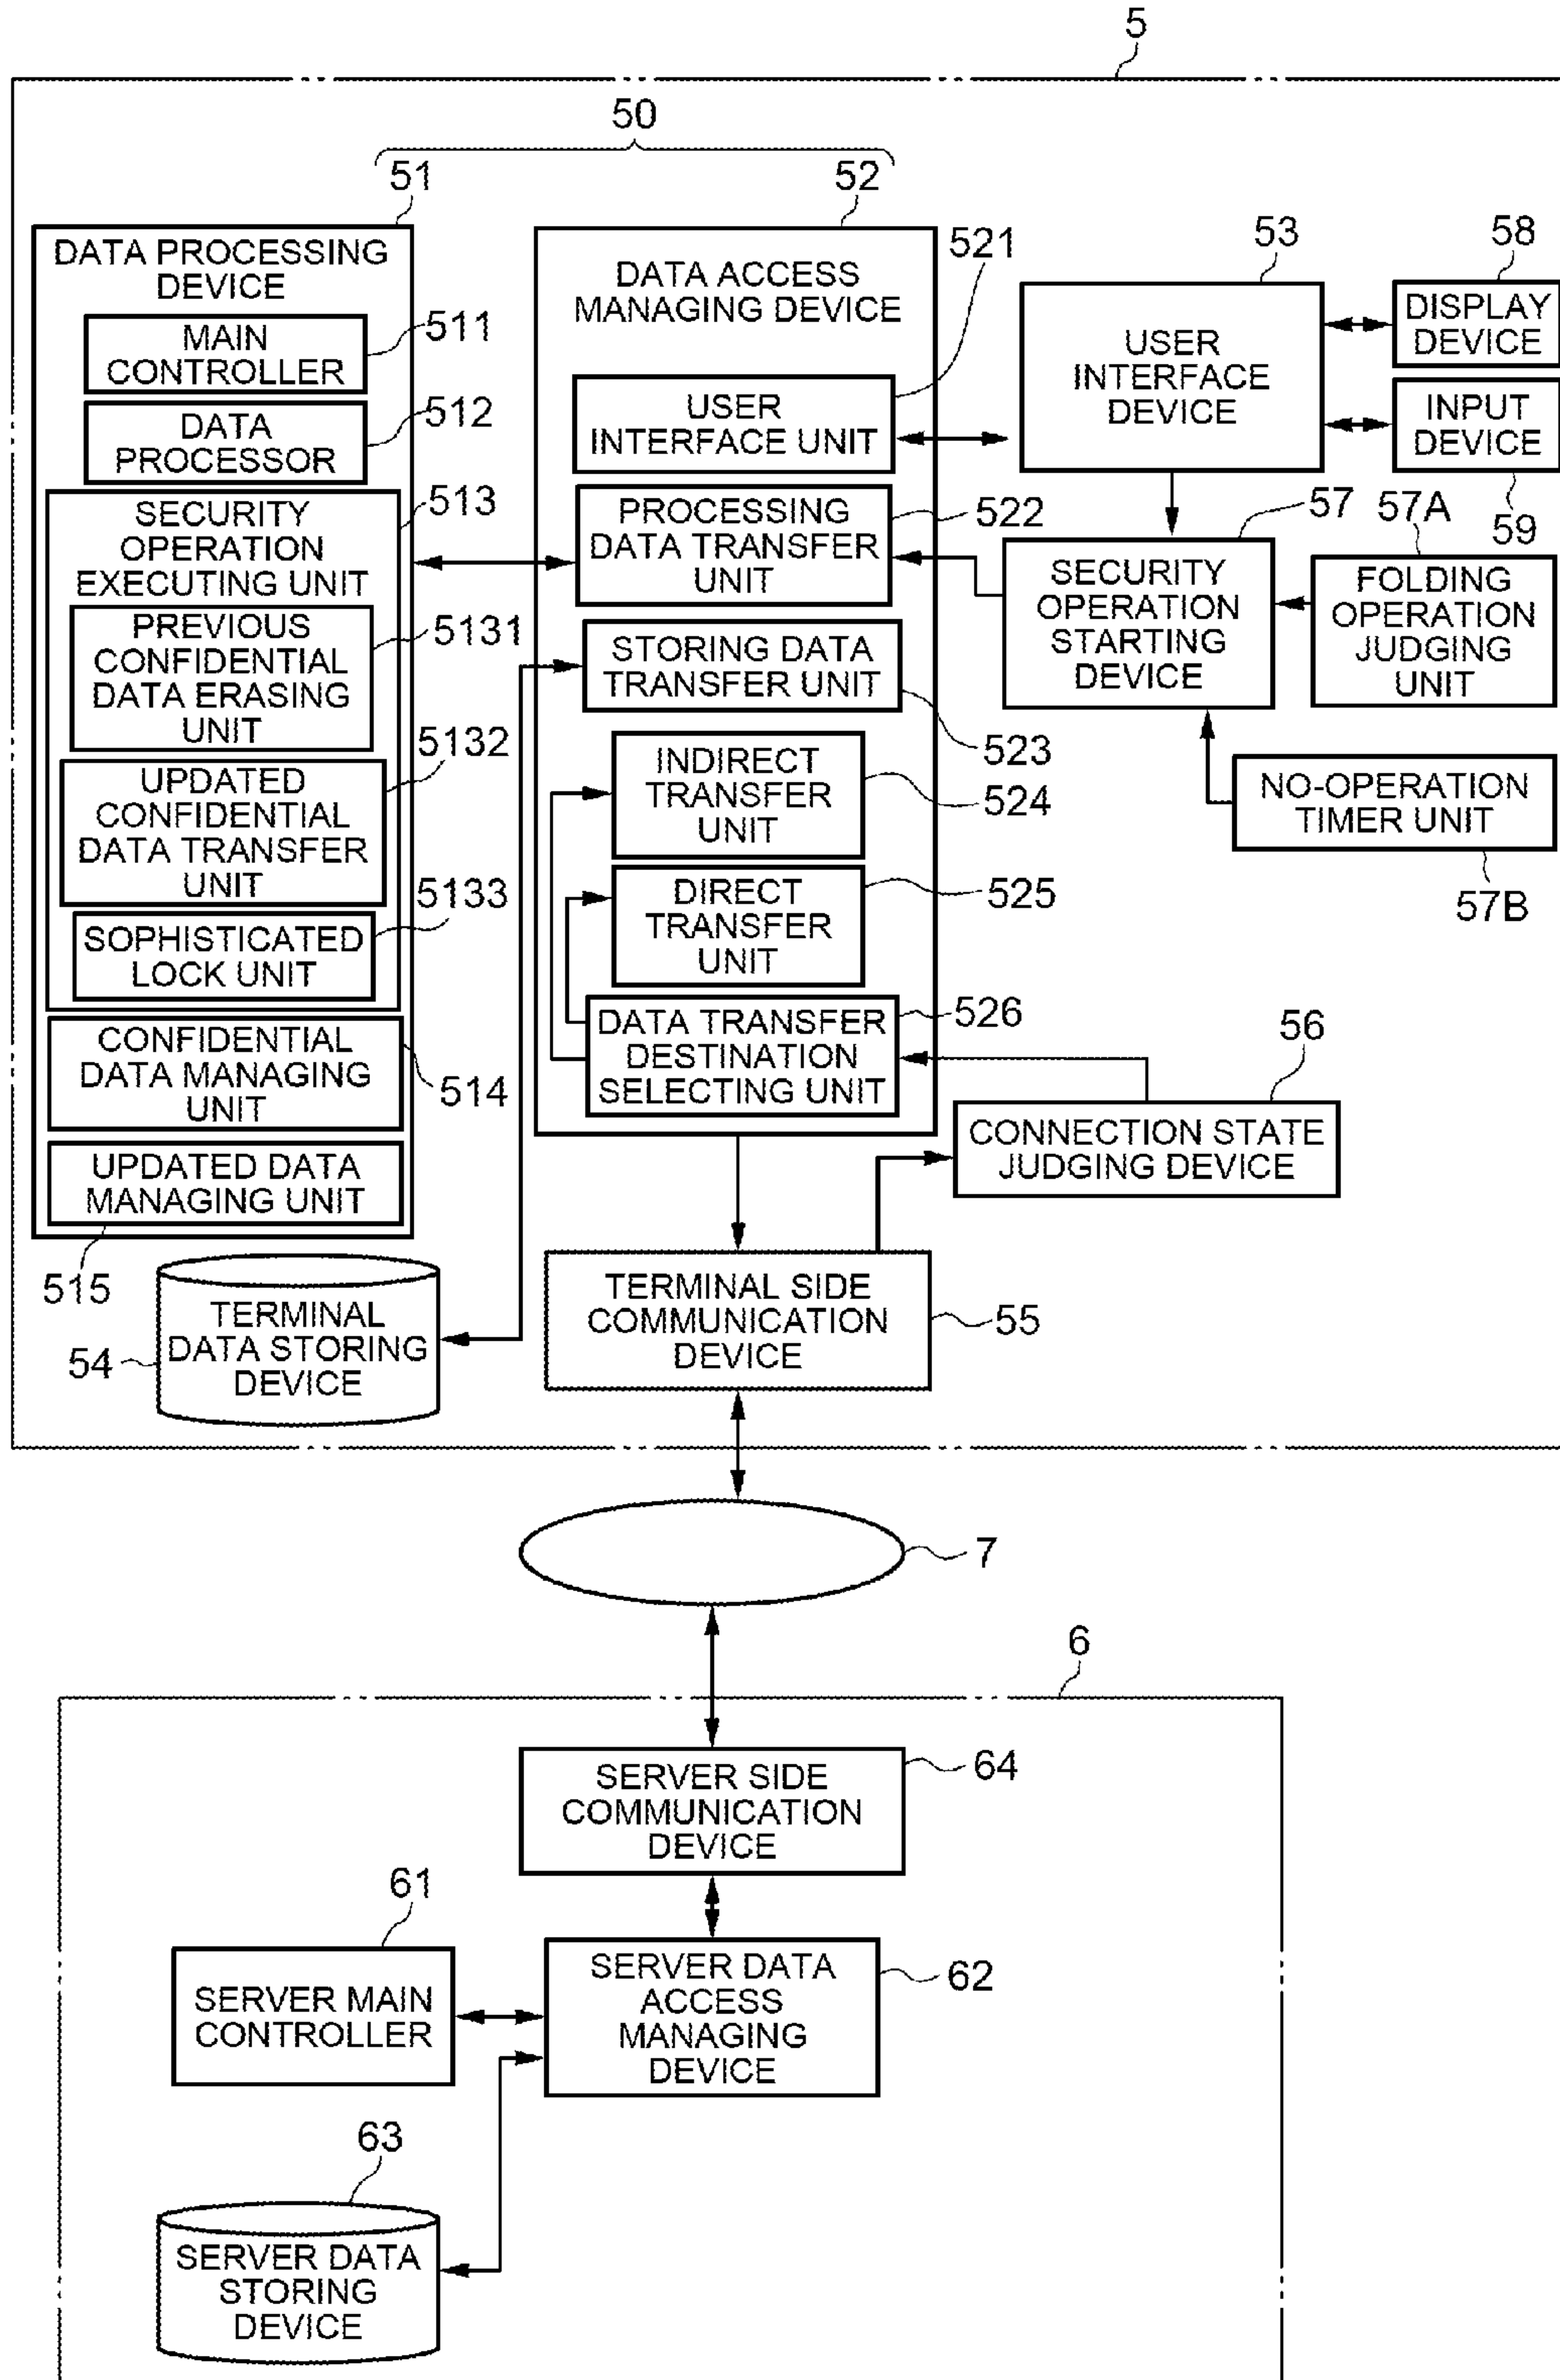 5
50
51
52
DATA PROCESSING
DEVICE
MAIN
CONTROLLER
511
DATA
PROCESSOR
512
SECURITY
OPERATION
EXECUTING UNIT
513
PREVIOUS
CONFIDENTIAL
DATA ERASING
UNIT
5131
UPDATED
CONFIDENTIAL
DATA TRANSFER
UNIT
5132
SOPHISTICATED
LOCK UNIT
5133
CONFIDENTIAL
DATA MANAGING
UNIT
514
UPDATED DATA
MANAGING UNIT
515
DATA ACCESS
MANAGING DEVICE
USER
INTERFACE UNIT
521
PROCESSING
DATA TRANSFER
UNIT
522
STORING DATA
TRANSFER UNIT
523
INDIRECT
TRANSFER
UNIT
524
DIRECT
TRANSFER
UNIT
525
DATA TRANSFER
DESTINATION
SELECTING UNIT
526
53
USER
INTERFACE
DEVICE
58
DISPLAY
DEVICE
INPUT
DEVICE
59
57
SECURITY
OPERATION
STARTING
DEVICE
57A
FOLDING
OPERATION
JUDGING
UNIT
NO-OPERATION
TIMER UNIT
57B
56
CONNECTION STATE
JUDGING DEVICE
TERMINAL
DATA STORING
DEVICE
54
TERMINAL SIDE
COMMUNICATION
DEVICE
55
7
6
SERVER SIDE
COMMUNICATION
DEVICE
64
61
SERVER MAIN
CONTROLLER
SERVER DATA
ACCESS
MANAGING
DEVICE
62
63
SERVER DATA
STORING
DEVICE